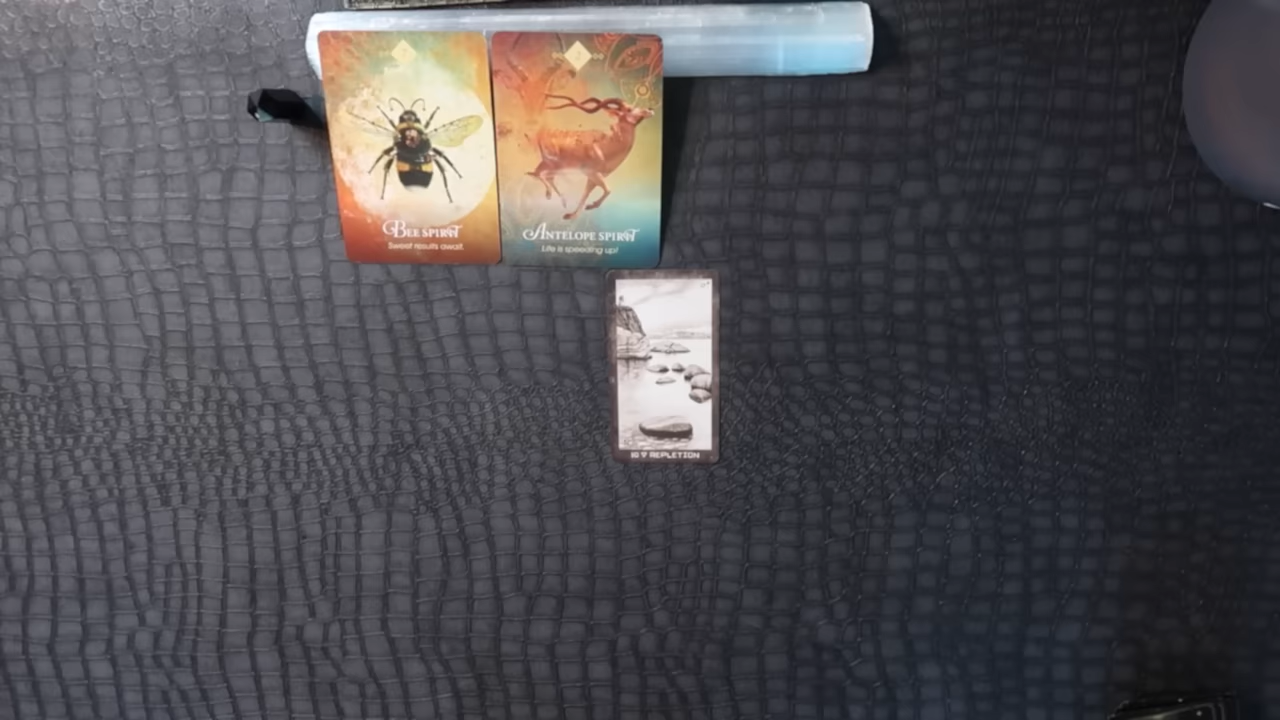 BEE SPIRIT
Sweet results await.
ANTELOPE SPIRIT
Life is speeding up!
10 ▽ REPLETION